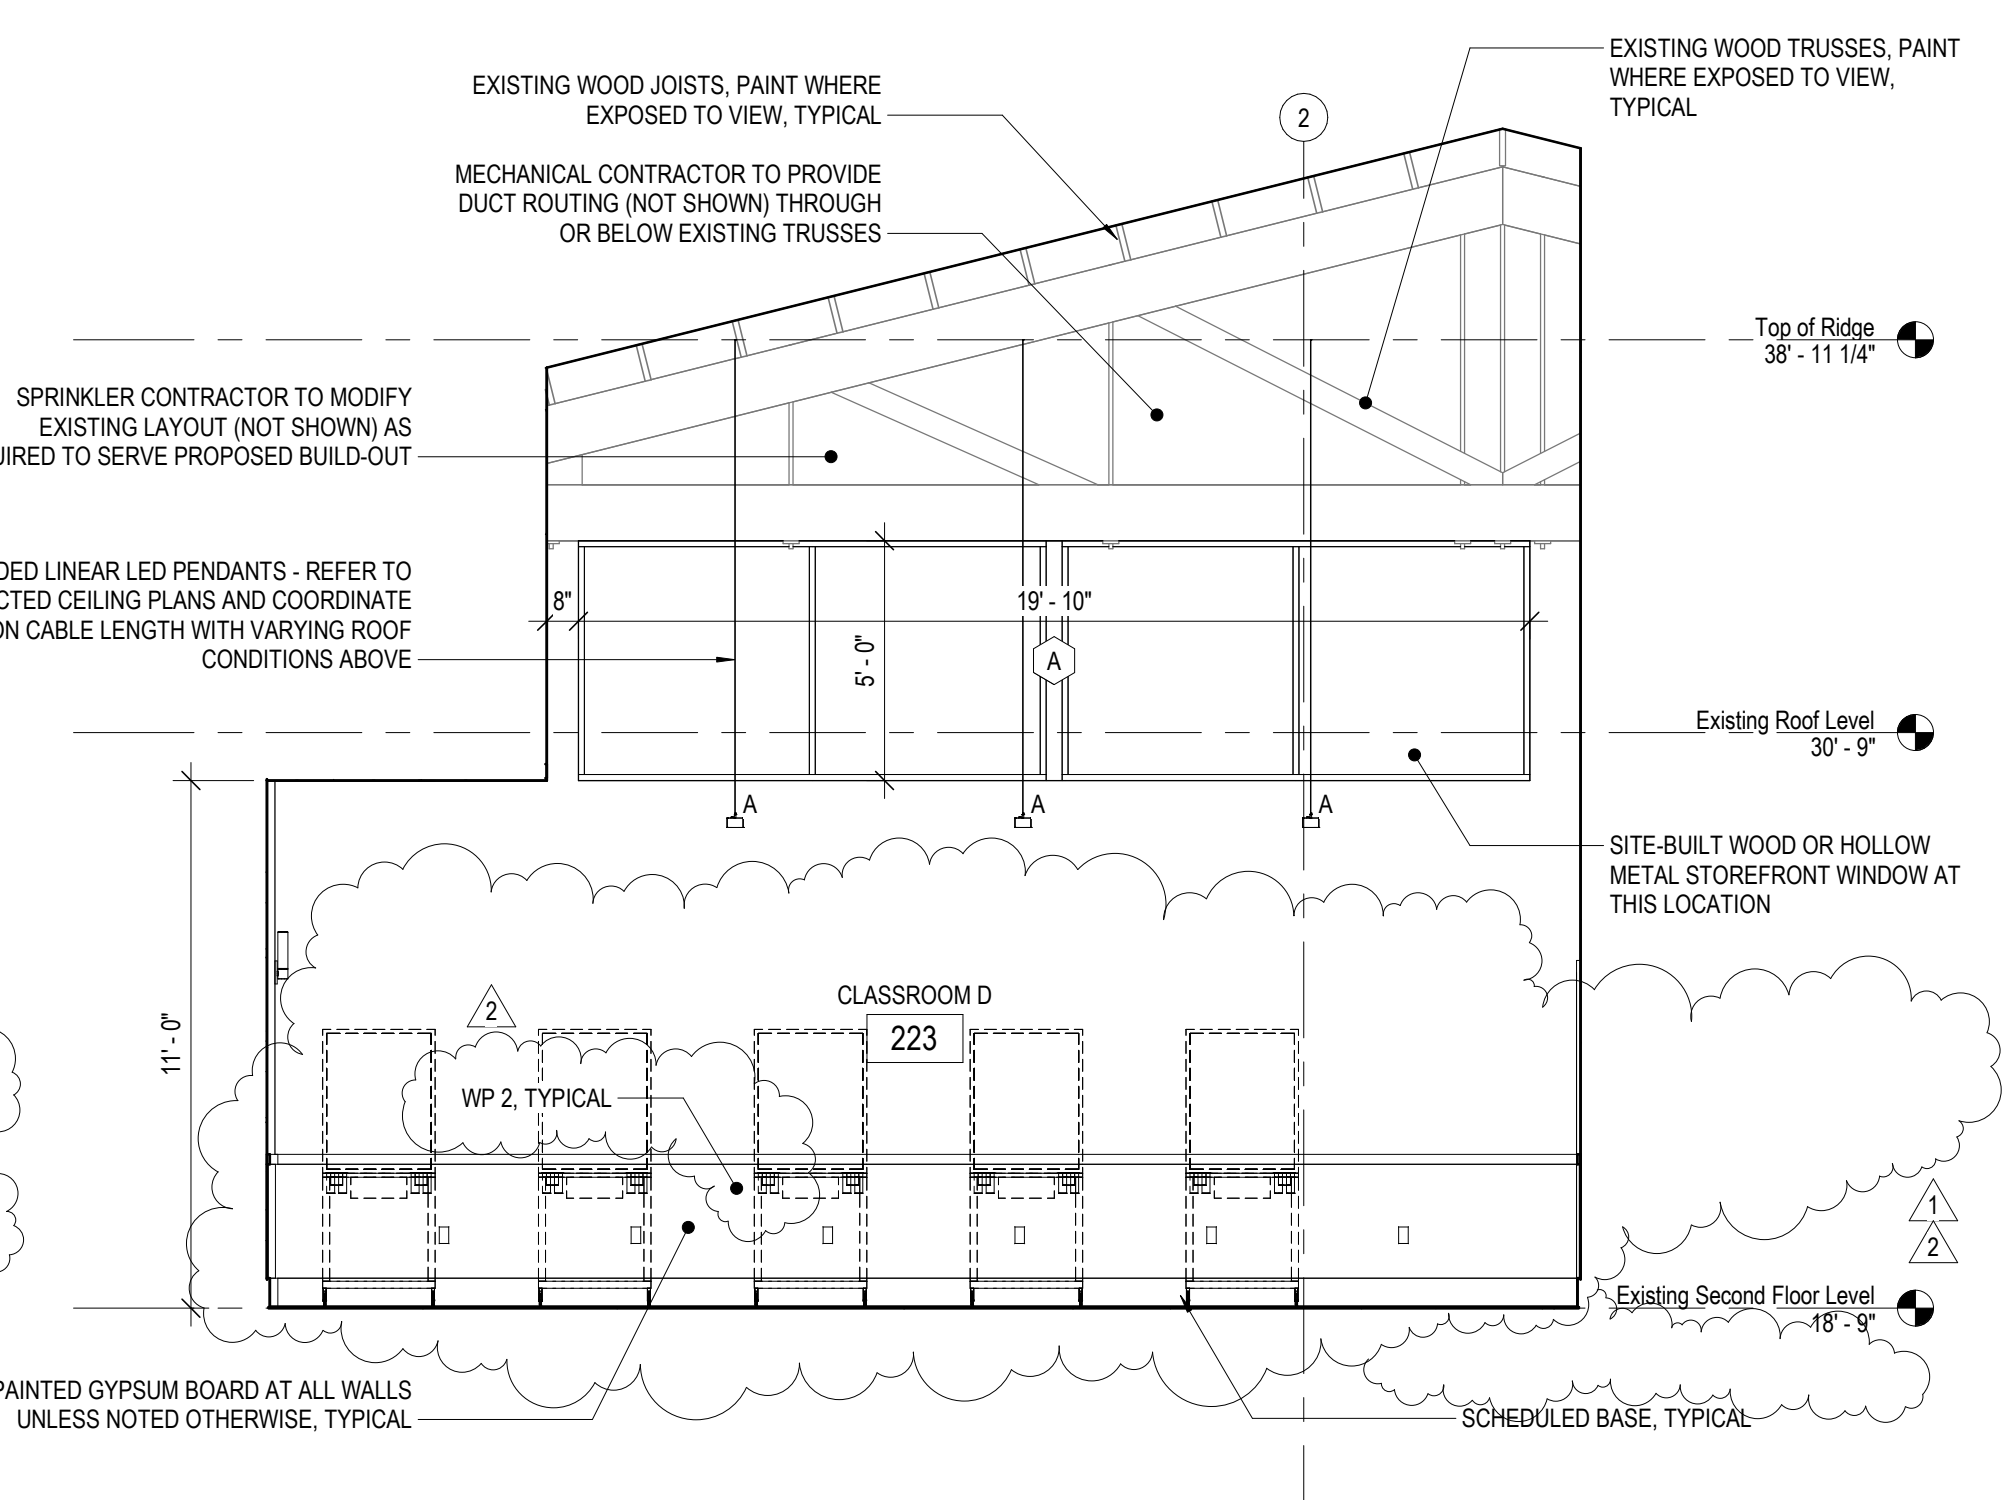 EXISTING WOOD TRUSSES, PAINT
WHERE EXPOSED TO VIEW,
TYPICAL
EXISTING WOOD JOISTS, PAINT WHERE
EXPOSED TO VIEW, TYPICAL
2
MECHANICAL CONTRACTOR TO PROVIDE
DUCT ROUTING (NOT SHOWN) THROUGH
OR BELOW EXISTING TRUSSES
Top of Ridge
38' - 11 1/4"
SPRINKLER CONTRACTOR TO MODIFY
EXISTING LAYOUT (NOT SHOWN) AS
TO SERVE PROPOSED BUILD-OUT
LINEAR LED PENDANTS - REFER TO
CEILING PLANS AND COORDINATE
CABLE LENGTH WITH VARYING ROOF
CONDITIONS ABOVE
8"
19' - 10"
5' - 0"
A
Existing Roof Level
30' - 9"
A
A
A
SITE-BUILT WOOD OR HOLLOW
METAL STOREFRONT WINDOW AT
THIS LOCATION
11' - 0"
2
CLASSROOM D
223
WP 2, TYPICAL
1
2
Existing Second Floor Level
18' - 9"
PAINTED GYPSUM BOARD AT ALL WALLS
UNLESS NOTED OTHERWISE, TYPICAL
SCHEDULED BASE, TYPICAL